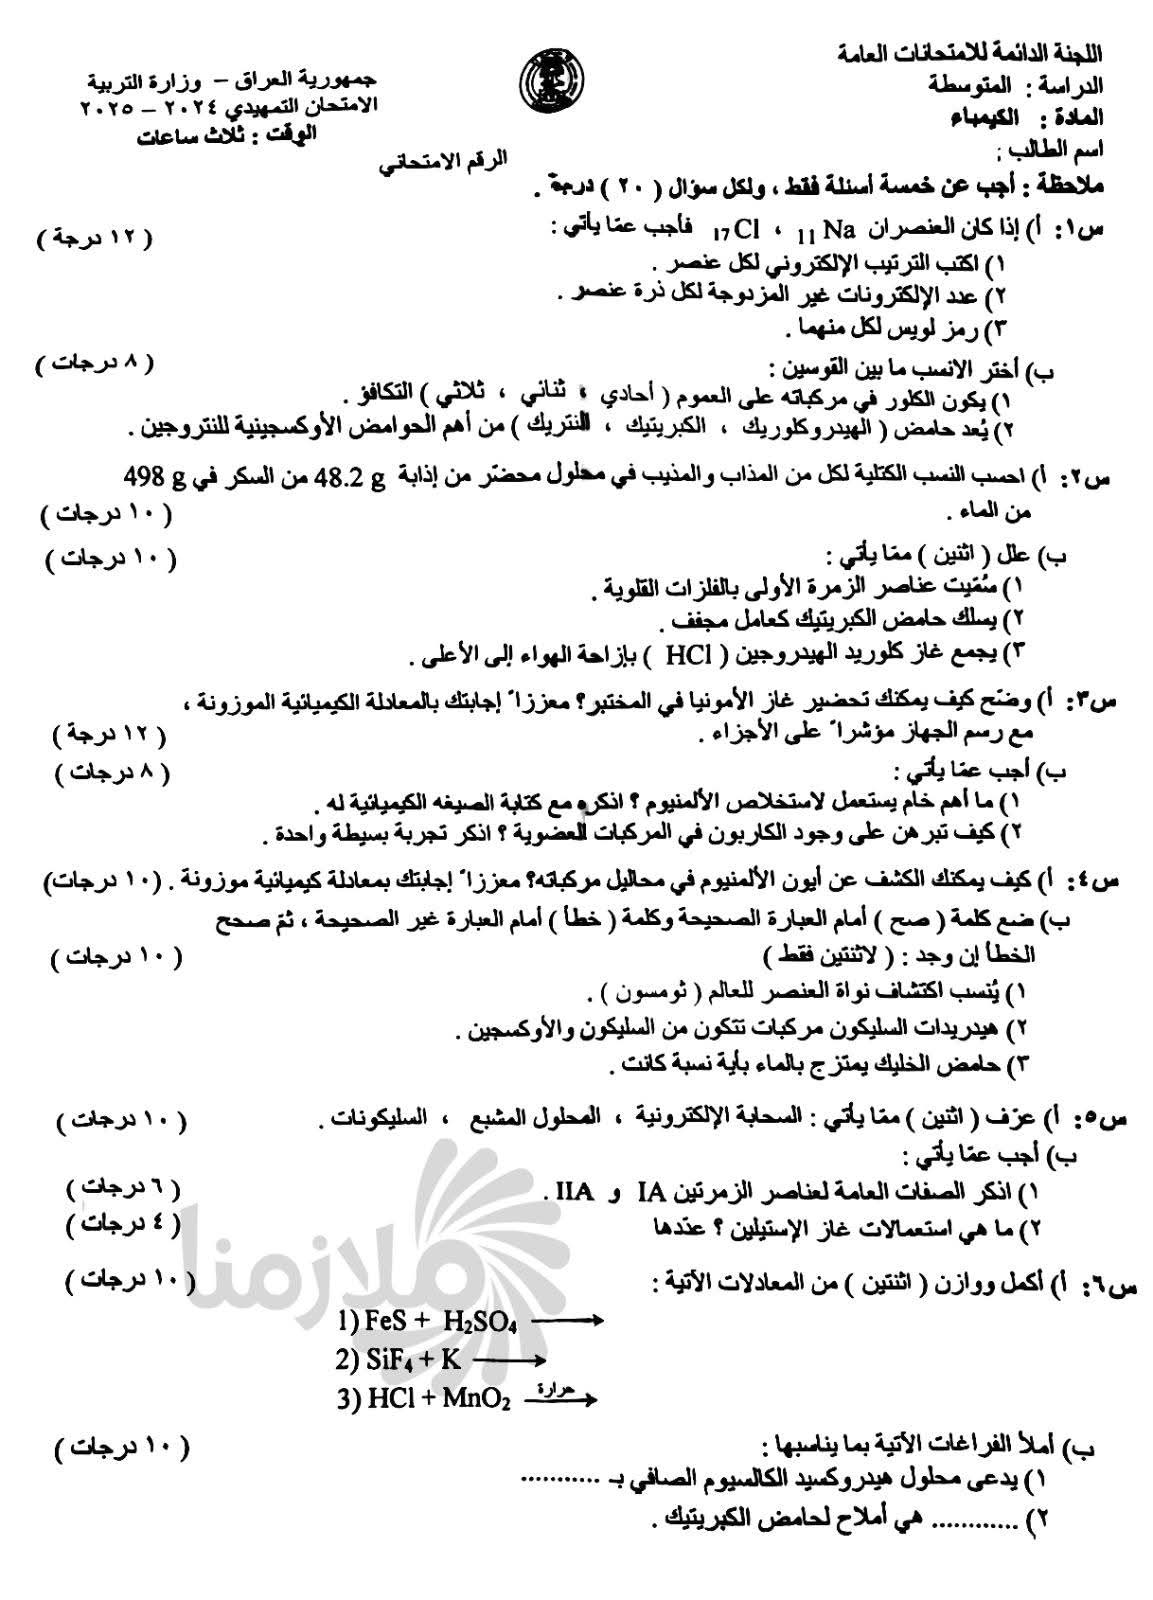 اللجنة الدائمة للامتحانات العامة
الدراسة : المتوسطة
المادة : الكيمياء
اسم الطالب :
جمهورية العراق – وزارة التربية
الامتحان التمهيدي ٢٠٢٤ – ٢٠٢٥
الوقت : ثلاث ساعات
الرقم الامتحاني
ملاحظة : أجب عن خمسة أسئلة فقط ، ولكل سؤال ( ٢٠ ) درجة .
س١: أ) إذا كان العنصران ₁₁Na ، ₁₇Cl فأجب عمّا يأتي : ( ١٢ درجة )
١) اكتب الترتيب الإلكتروني لكل عنصر .
٢) عدد الإلكترونات غير المزدوجة لكل ذرة عنصر .
٣) رمز لويس لكل منهما .
ب) أختر الانسب ما بين القوسين : ( ٨ درجات )
١) يكون الكلور في مركباته على العموم ( أحادي ، ثنائي ، ثلاثي ) التكافؤ .
٢) يُعد حامض ( الهيدروكلوريك ، الكبريتيك ، النتريك ) من أهم الحوامض الأوكسجينية للنتروجين .
س٢: أ) احسب النسب الكتلية لكل من المذاب والمذيب في محلول محضّر من إذابة 48.2 g من السكر في 498 g
من الماء . ( ١٠ درجات )
ب) علل ( اثنين ) ممّا يأتي : ( ١٠ درجات )
١) سُمّيت عناصر الزمرة الأولى بالفلزات القلوية .
٢) يسلك حامض الكبريتيك كعامل مجفف .
٣) يجمع غاز كلوريد الهيدروجين ( HCl ) بإزاحة الهواء إلى الأعلى .
س٣: أ) وضّح كيف يمكنك تحضير غاز الأمونيا في المختبر؟ معززاً إجابتك بالمعادلة الكيميائية الموزونة ،
مع رسم الجهاز مؤشراً على الأجزاء . ( ١٢ درجة )
ب) أجب عمّا يأتي : ( ٨ درجات )
١) ما أهم خام يستعمل لاستخلاص الألمنيوم ؟ اذكره مع كتابة الصيغه الكيميائية له .
٢) كيف تبرهن على وجود الكاربون في المركبات العضوية ؟ اذكر تجربة بسيطة واحدة .
س٤: أ) كيف يمكنك الكشف عن أيون الألمنيوم في محاليل مركباته؟ معززاً إجابتك بمعادلة كيميائية موزونة . (١٠ درجات)
ب) ضع كلمة ( صح ) أمام العبارة الصحيحة وكلمة ( خطأ ) أمام العبارة غير الصحيحة ، ثمّ صحح
الخطأ إن وجد : ( لاثنتين فقط ) ( ١٠ درجات )
١) يُنسب اكتشاف نواة العنصر للعالم ( ثومسون ) .
٢) هيدريدات السليكون مركبات تتكون من السليكون والأوكسجين .
٣) حامض الخليك يمتزج بالماء بأية نسبة كانت .
س٥: أ) عرّف ( اثنين ) ممّا يأتي : السحابة الإلكترونية ، المحلول المشبع ، السليكونات . ( ١٠ درجات )
ب) أجب عمّا يأتي :
١) اذكر الصفات العامة لعناصر الزمرتين IA و IIA . ( ٦ درجات )
٢) ما هي استعمالات غاز الإستيلين ؟ عدّدها ( ٤ درجات )
ملازمنا
س٦: أ) أكمل ووازن ( اثنتين ) من المعادلات الآتية : ( ١٠ درجات )
1) FeS + H₂SO₄ ⟶
2) SiF₄ + K ⟶
3) HCl + MnO₂ حرارة ⟶
ب) أملأ الفراغات الآتية بما يناسبها : ( ١٠ درجات )
١) يدعى محلول هيدروكسيد الكالسيوم الصافي بـ ...........
٢) ............ هي أملاح لحامض الكبريتيك .